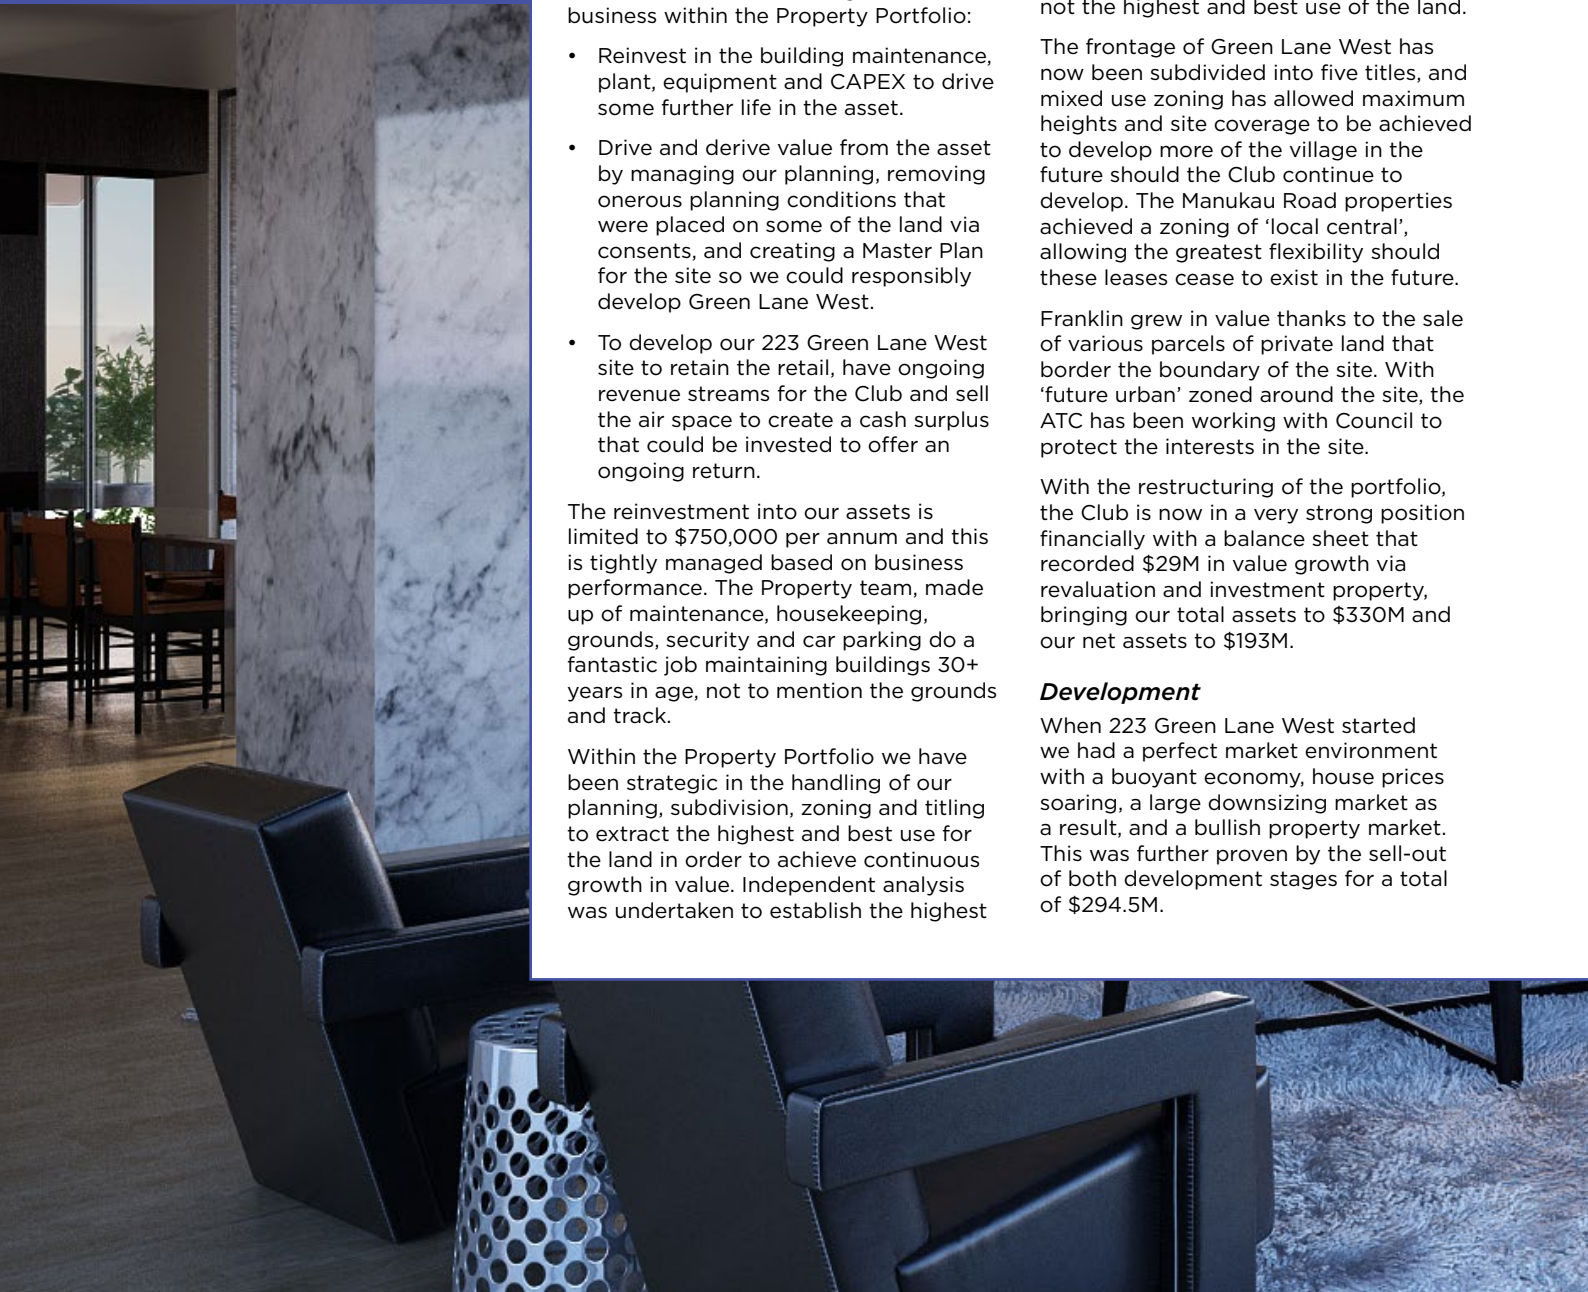 business within the Property Portfolio:
• Reinvest in the building maintenance,
plant, equipment and CAPEX to drive
some further life in the asset.
• Drive and derive value from the asset
by managing our planning, removing
onerous planning conditions that
were placed on some of the land via
consents, and creating a Master Plan
for the site so we could responsibly
develop Green Lane West.
• To develop our 223 Green Lane West
site to retain the retail, have ongoing
revenue streams for the Club and sell
the air space to create a cash surplus
that could be invested to offer an
ongoing return.
The reinvestment into our assets is
limited to $750,000 per annum and this
is tightly managed based on business
performance. The Property team, made
up of maintenance, housekeeping,
grounds, security and car parking do a
fantastic job maintaining buildings 30+
years in age, not to mention the grounds
and track.
Within the Property Portfolio we have
been strategic in the handling of our
planning, subdivision, zoning and titling
to extract the highest and best use for
the land in order to achieve continuous
growth in value. Independent analysis
was undertaken to establish the highest
not the highest and best use of the land.
The frontage of Green Lane West has
now been subdivided into five titles, and
mixed use zoning has allowed maximum
heights and site coverage to be achieved
to develop more of the village in the
future should the Club continue to
develop. The Manukau Road properties
achieved a zoning of ‘local central’,
allowing the greatest flexibility should
these leases cease to exist in the future.
Franklin grew in value thanks to the sale
of various parcels of private land that
border the boundary of the site. With
‘future urban’ zoned around the site, the
ATC has been working with Council to
protect the interests in the site.
With the restructuring of the portfolio,
the Club is now in a very strong position
financially with a balance sheet that
recorded $29M in value growth via
revaluation and investment property,
bringing our total assets to $330M and
our net assets to $193M.
Development
When 223 Green Lane West started
we had a perfect market environment
with a buoyant economy, house prices
soaring, a large downsizing market as
a result, and a bullish property market.
This was further proven by the sell-out
of both development stages for a total
of $294.5M.